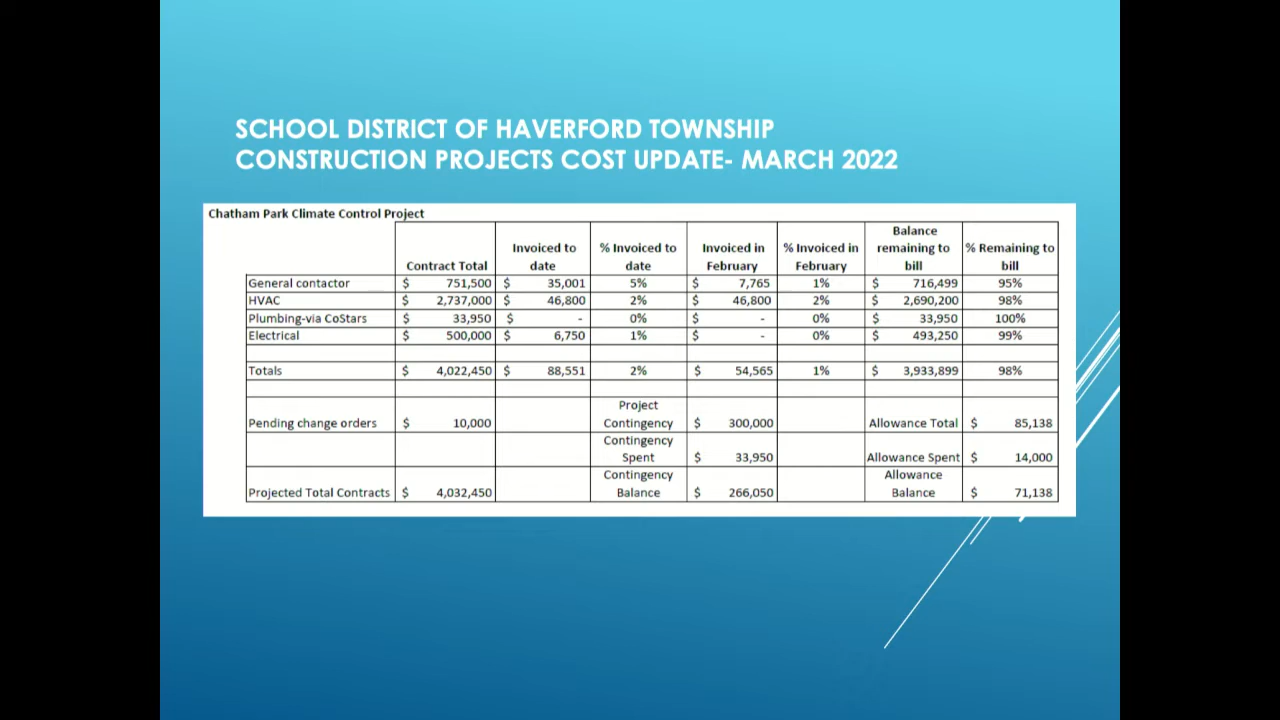 SCHOOL DISTRICT OF HAVERFORD TOWNSHIP
CONSTRUCTION PROJECTS COST UPDATE- MARCH 2022
Chatham Park Climate Control Project
Contract Total Invoiced to date % Invoiced to date Invoiced in February % Invoiced in February Balance remaining to bill % Remaining to bill
General contactor $ 751,500 $ 35,001 5% $ 7,765 1% $ 716,499 95%
HVAC $ 2,737,000 $ 46,800 2% $ 46,800 2% $ 2,690,200 98%
Plumbing-via CoStars $ 33,950 $ - 0% $ - 0% $ 33,950 100%
Electrical $ 500,000 $ 6,750 1% $ - 0% $ 493,250 99%
Totals $ 4,022,450 $ 88,551 2% $ 54,565 1% $ 3,933,899 98%
Pending change orders $ 10,000 Project Contingency $ 300,000 Allowance Total $ 85,138
Contingency Spent $ 33,950 Allowance Spent $ 14,000
Projected Total Contracts $ 4,032,450 Contingency Balance $ 266,050 Allowance Balance $ 71,138